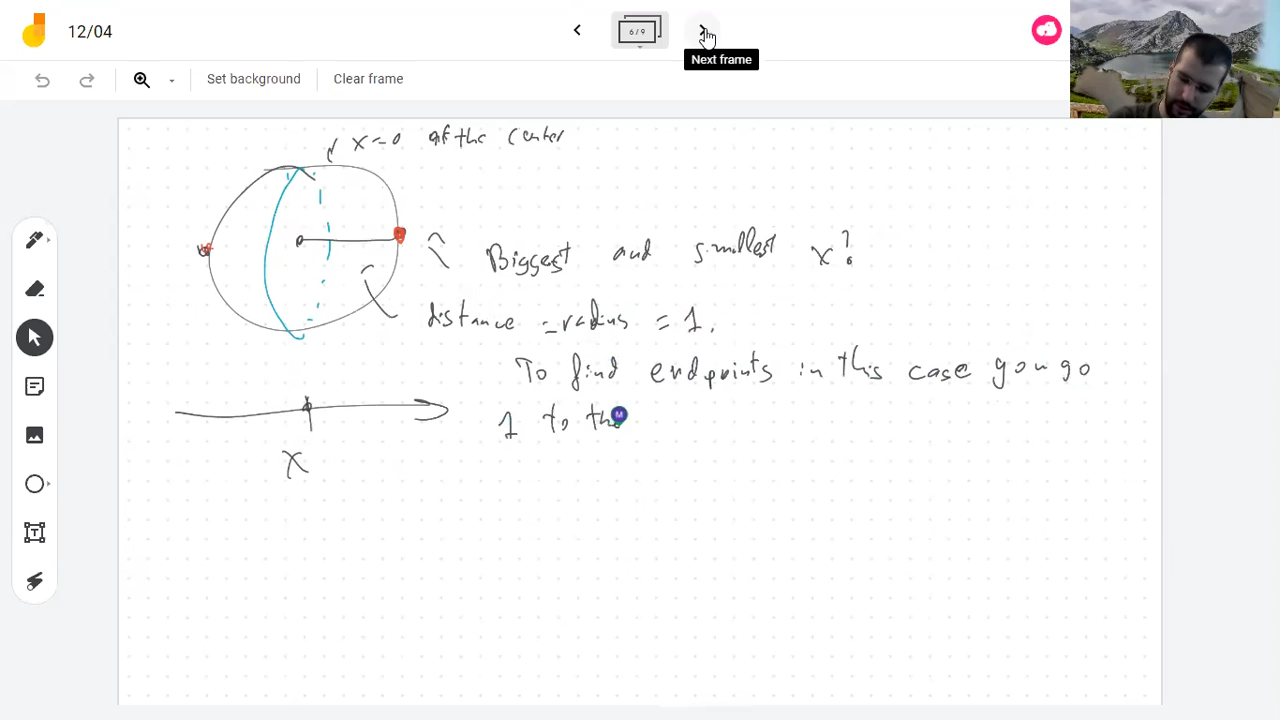 12/04
6/9
Next frame
Set background
Clear frame
x=0 of the center
Biggest and smallest x?
distance =radius = 1.
To find endpoints in this case you go
1 to the
M
x